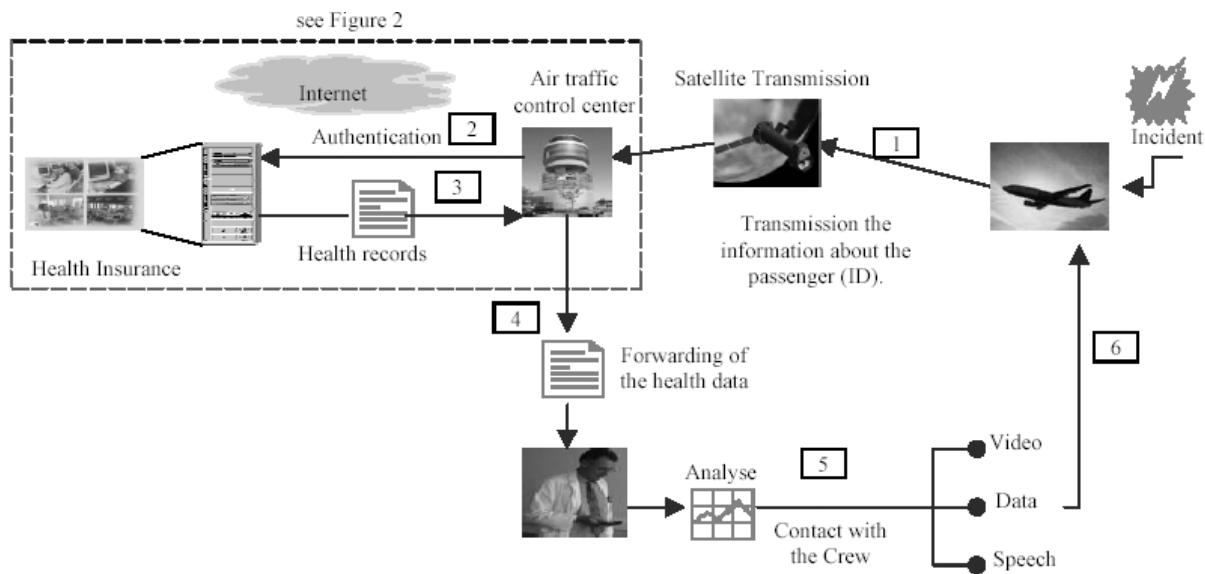 see Figure 2
Internet
Air traffic
control center
Satellite Transmission
Incident
Authentication
2
1
3
Health records
Health Insurance
Transmission the
information about the
passenger (ID).
4
Forwarding of
the health data
6
Analyse
5
Contact with
the Crew
Video
Data
Speech